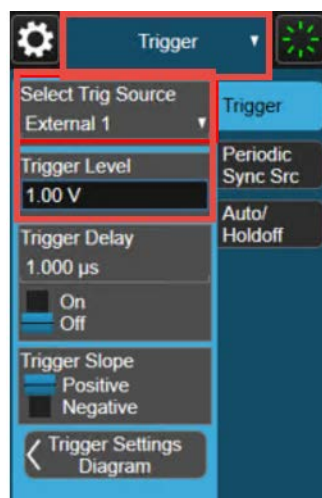 Trigger
Select Trig Source
External 1
Trigger Level
1.00 V
Trigger Delay
1.000 µs
On
Off
Trigger Slope
Positive
Negative
Trigger Settings
Diagram
Trigger
Periodic
Sync Src
Auto/
Holdoff